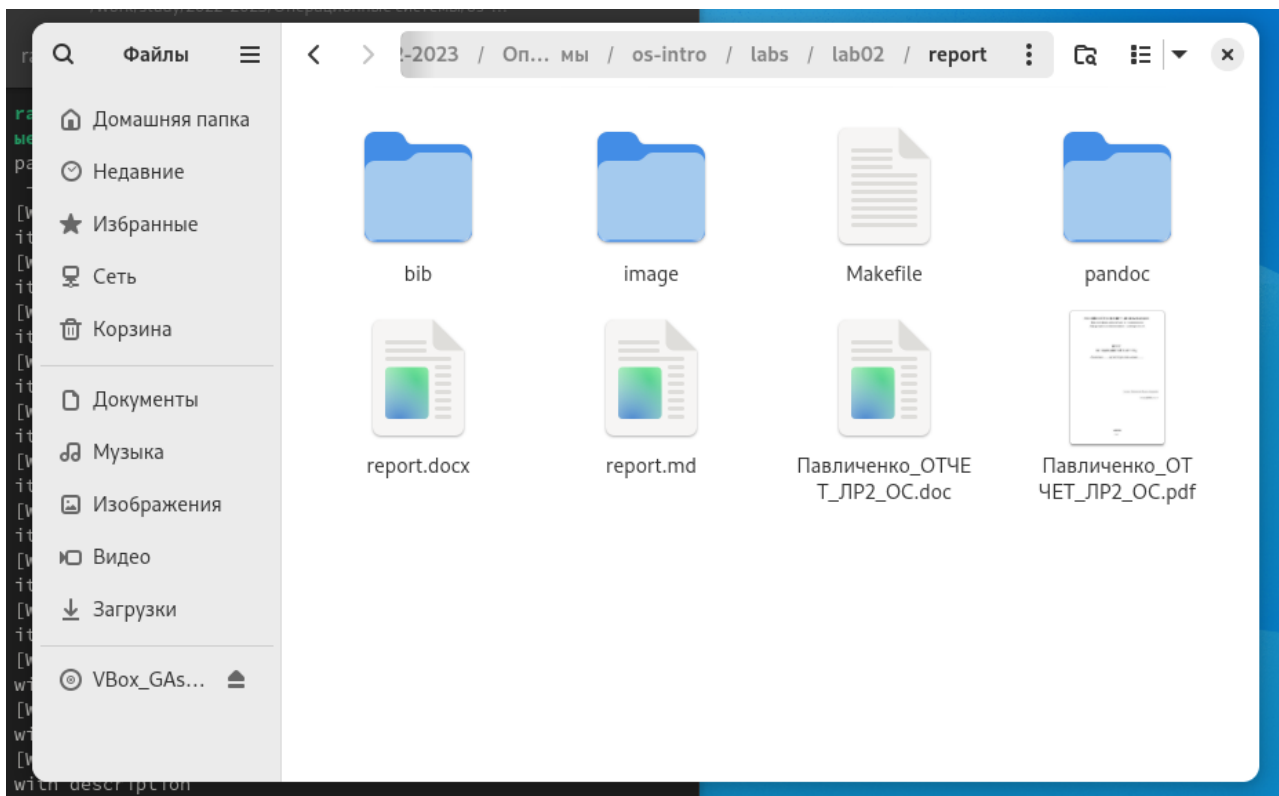 Файлы
2-2023 / Оп... мы / os-intro / labs / lab02 / report
Домашняя папка
Недавние
Избранные
Сеть
Корзина
Документы
Музыка
Изображения
Видео
Загрузки
VBox_GAs...
bib
image
Makefile
pandoc
report.docx
report.md
Павличенко_ОТЧЕ
Т_ЛР2_ОС.doc
Павличенко_ОТ
ЧЕТ_ЛР2_ОС.pdf
with description